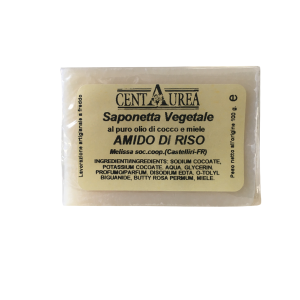 CENTAUREA
Saponetta Vegetale
al puro olio di cocco e miele
AMIDO DI RISO
Melissa soc.coop.(Castelliri-FR)
INGREDIENTI/INGREDIENTS: SODIUM COCOATE,
POTASSIUM COCOATE, AQUA, GLYCERIN,
PROFUMO/PARFUM, DISODIUM EDTA, O-TOLYL
BIGUANIDE, BUTTY ROSA PERMUM, MIELE.
Lavorazione artigianale a freddo
Peso netto all'origine 100 g. e